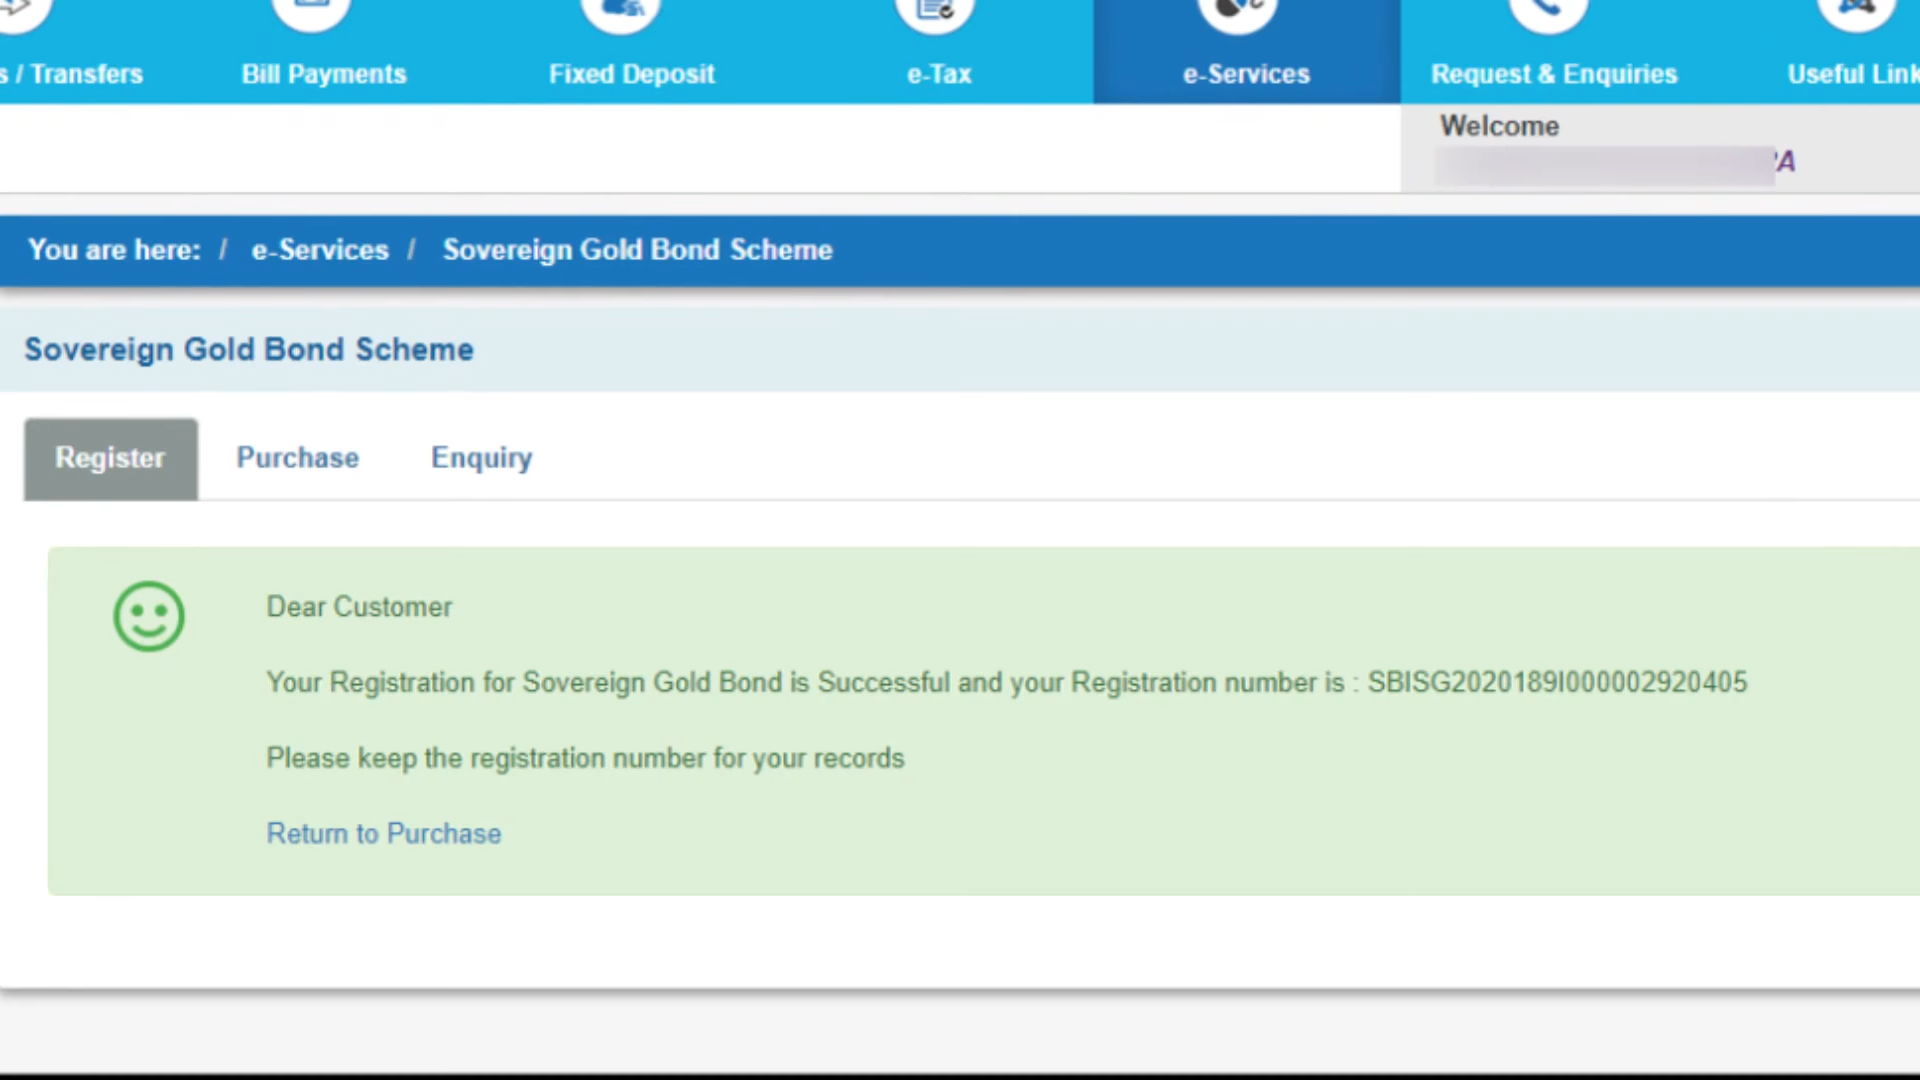 s / Transfers
Bill Payments
Fixed Deposit
e-Tax
e-Services
Request & Enquiries
Useful Link
Welcome
A
You are here: / e-Services / Sovereign Gold Bond Scheme
Sovereign Gold Bond Scheme
Register
Purchase
Enquiry
Dear Customer
Your Registration for Sovereign Gold Bond is Successful and your Registration number is : SBISG2020189I000002920405
Please keep the registration number for your records
Return to Purchase